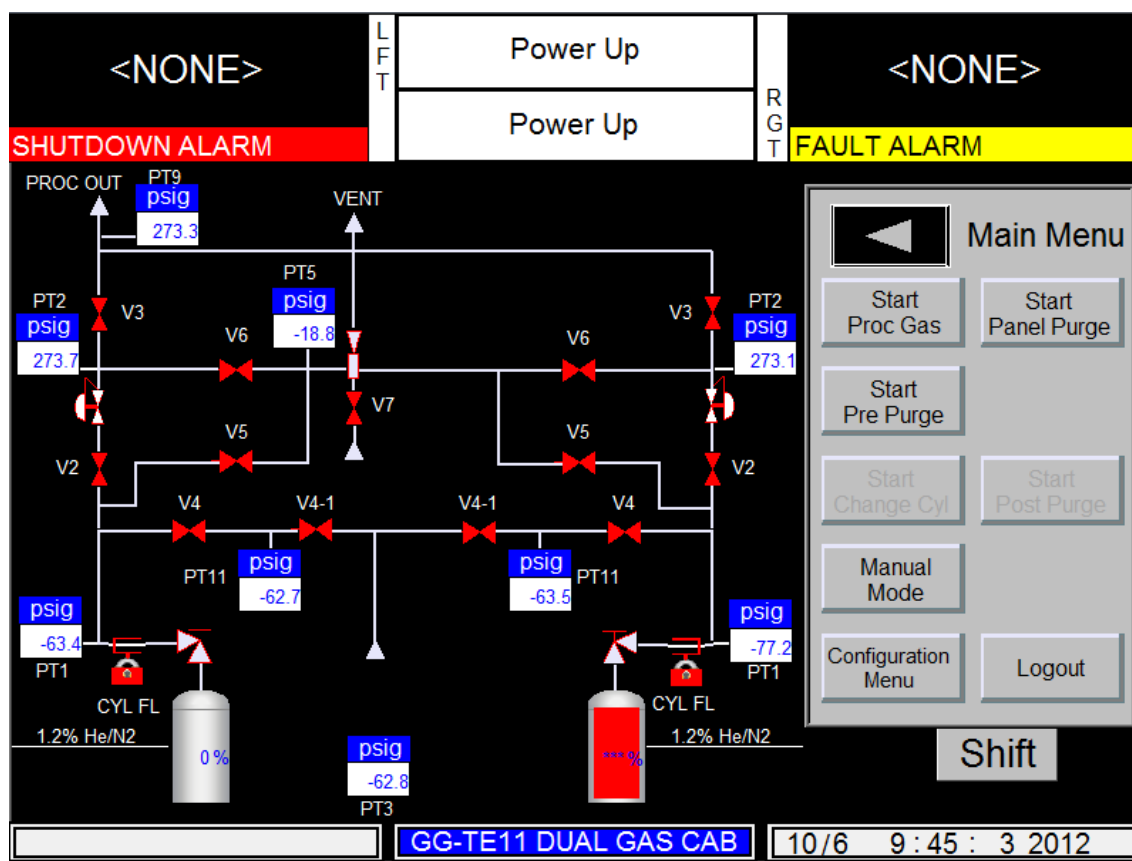 <NONE>
LFT
Power Up
Power Up
RGT
<NONE>
SHUTDOWN ALARM
FAULT ALARM
PROC OUT
PT9
psig
273.3
VENT
PT5
psig
-18.8
PT2
psig
273.7
V3
V6
V3
V6
PT2
psig
273.1
V7
V5
V5
V2
V2
V4
V4-1
V4-1
V4
PT11
psig
-62.7
psig
-63.5
PT11
psig
-63.4
PT1
psig
-77.2
PT1
CYL FL
CYL FL
1.2% He/N2
0 %
1.2% He/N2
*** %
psig
-62.8
PT3
Main Menu
Start
Proc Gas
Start
Panel Purge
Start
Pre Purge
Start
Change Cyl
Start
Post Purge
Manual
Mode
Configuration
Menu
Logout
Shift
GG-TE11 DUAL GAS CAB
10/6 9:45: 3 2012